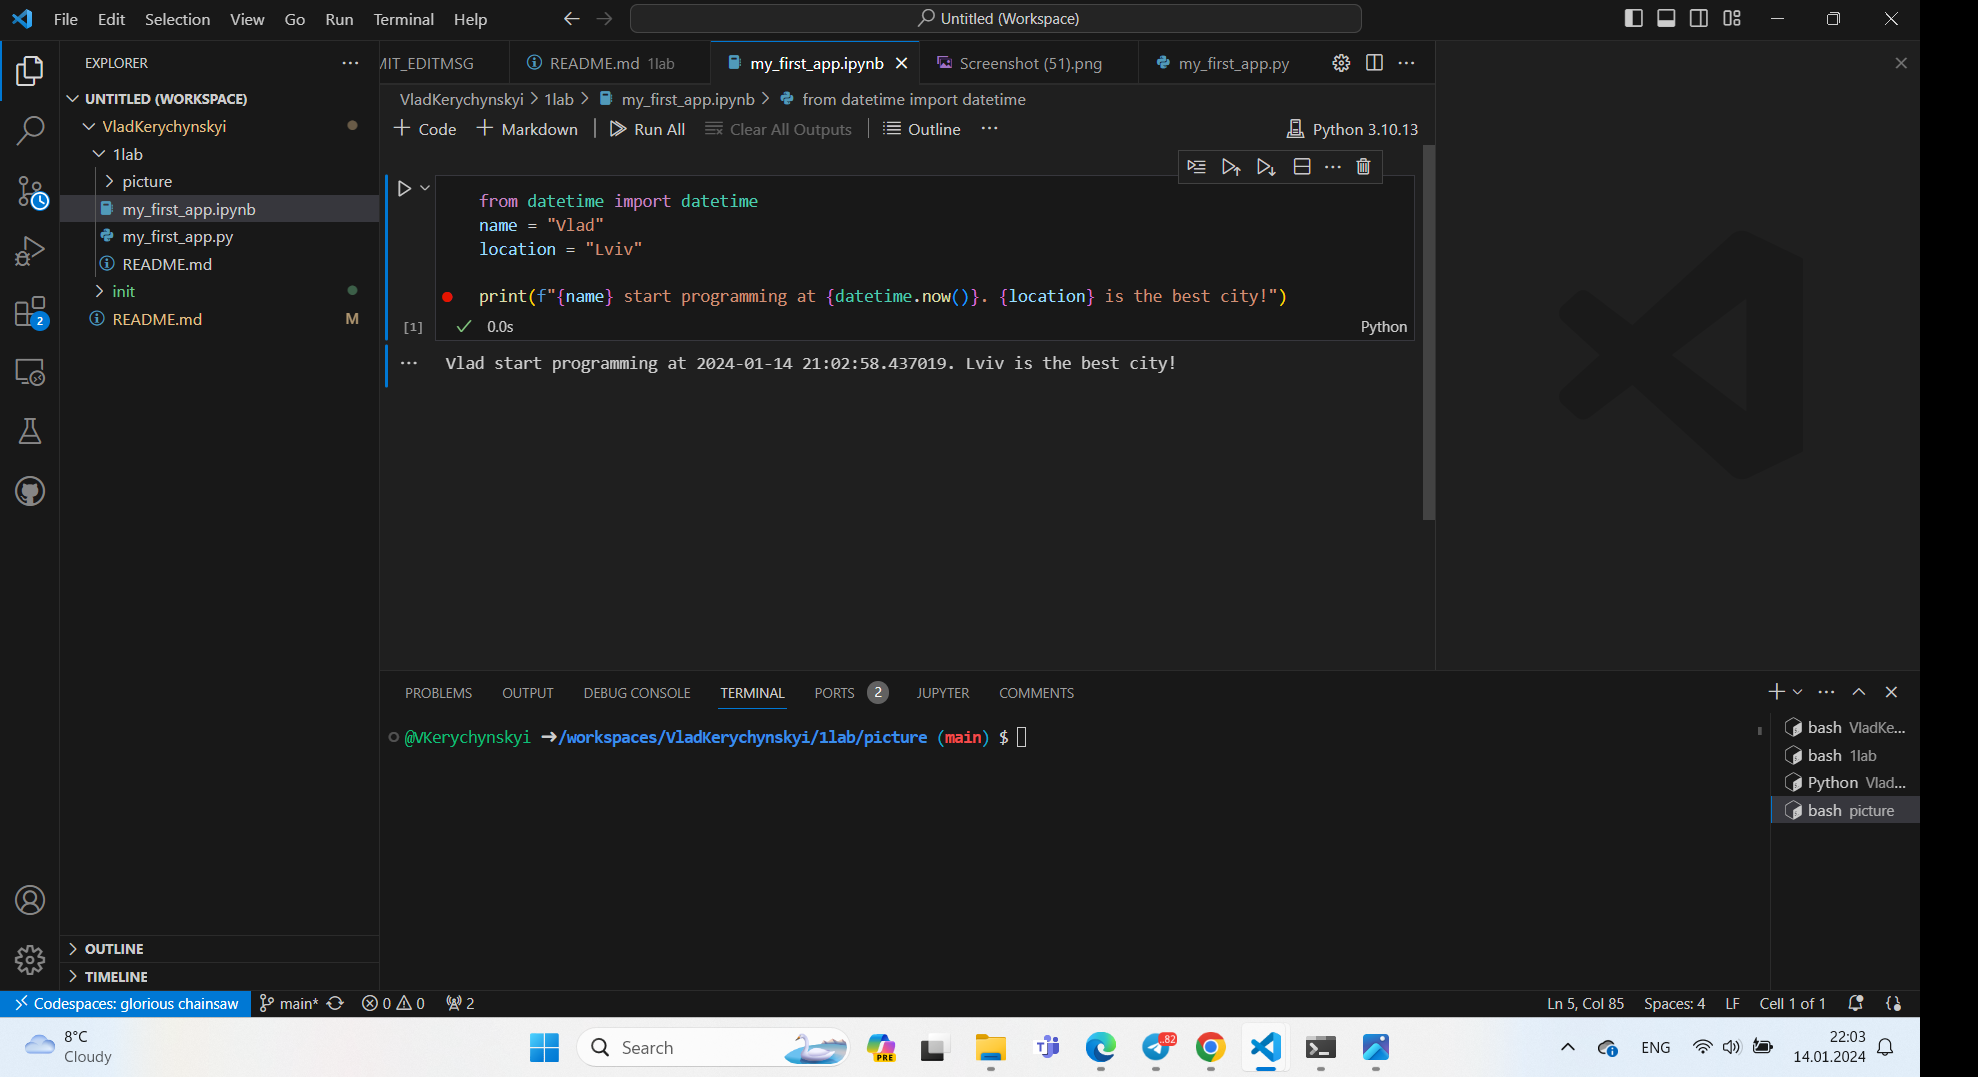 File Edit Selection View Go Run Terminal Help
Untitled (Workspace)
EXPLORER
UNTITLED (WORKSPACE)
VladKerychynskyi
1lab
picture
my_first_app.ipynb
my_first_app.py
README.md
init
README.md M
OUTLINE
TIMELINE
MIT_EDITMSG README.md 1lab my_first_app.ipynb Screenshot (51).png my_first_app.py
VladKerychynskyi > 1lab > my_first_app.ipynb > from datetime import datetime
+ Code + Markdown Run All Clear All Outputs Outline ... Python 3.10.13
from datetime import datetime
name = "Vlad"
location = "Lviv"
print(f"{name} start programming at {datetime.now()}. {location} is the best city!")
[1] 0.0s Python
Vlad start programming at 2024-01-14 21:02:58.437019. Lviv is the best city!
PROBLEMS OUTPUT DEBUG CONSOLE TERMINAL PORTS 2 JUPYTER COMMENTS
@VKerychynskyi ➜/workspaces/VladKerychynskyi/1lab/picture (main) $
bash VladKe...
bash 1lab
Python Vlad...
bash picture
2
Codespaces: glorious chainsaw main* 0 0 2 Ln 5, Col 85 Spaces: 4 LF Cell 1 of 1
8°C
Cloudy
Search
PRE
82
ENG
22:03
14.01.2024